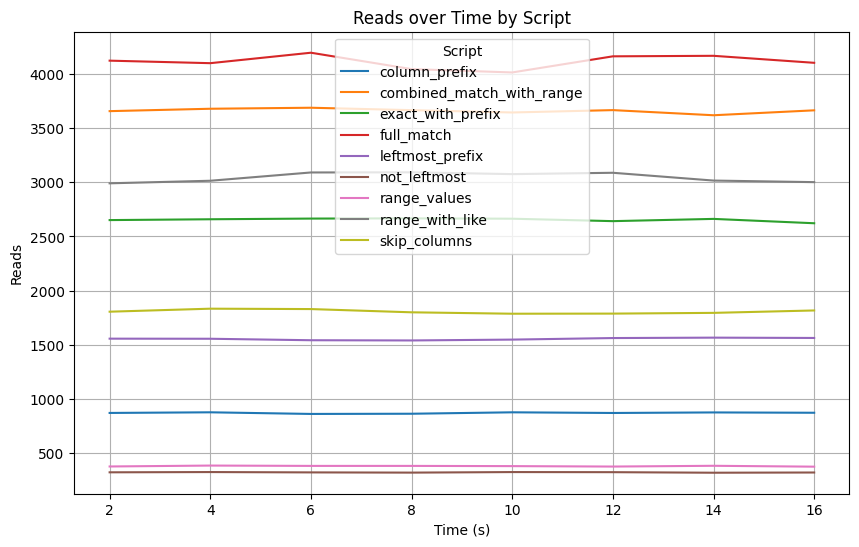 Reads over Time by Script
Reads
4000
3500
3000
2500
2000
1500
1000
500
Script
column_prefix
combined_match_with_range
exact_with_prefix
full_match
leftmost_prefix
not_leftmost
range_values
range_with_like
skip_columns
2 4 6 8 10 12 14 16
Time (s)